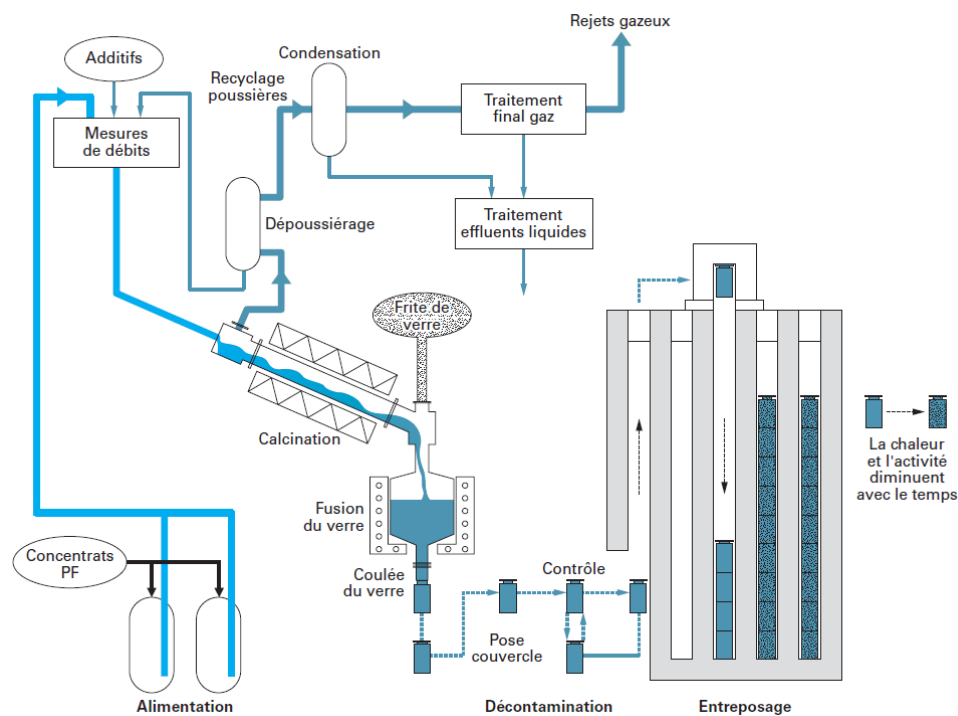 Rejets gazeux
Condensation
Additifs
Recyclage
poussières
Traitement
final gaz
Mesures
de débits
Traitement
effluents liquides
Dépoussiérage
Frite de
verre
Calcination
La chaleur
et l'activité
diminuent
avec le temps
Fusion
du verre
Concentrats
PF
Coulée
du verre
Contrôle
Pose
couvercle
Alimentation
Décontamination
Entreposage